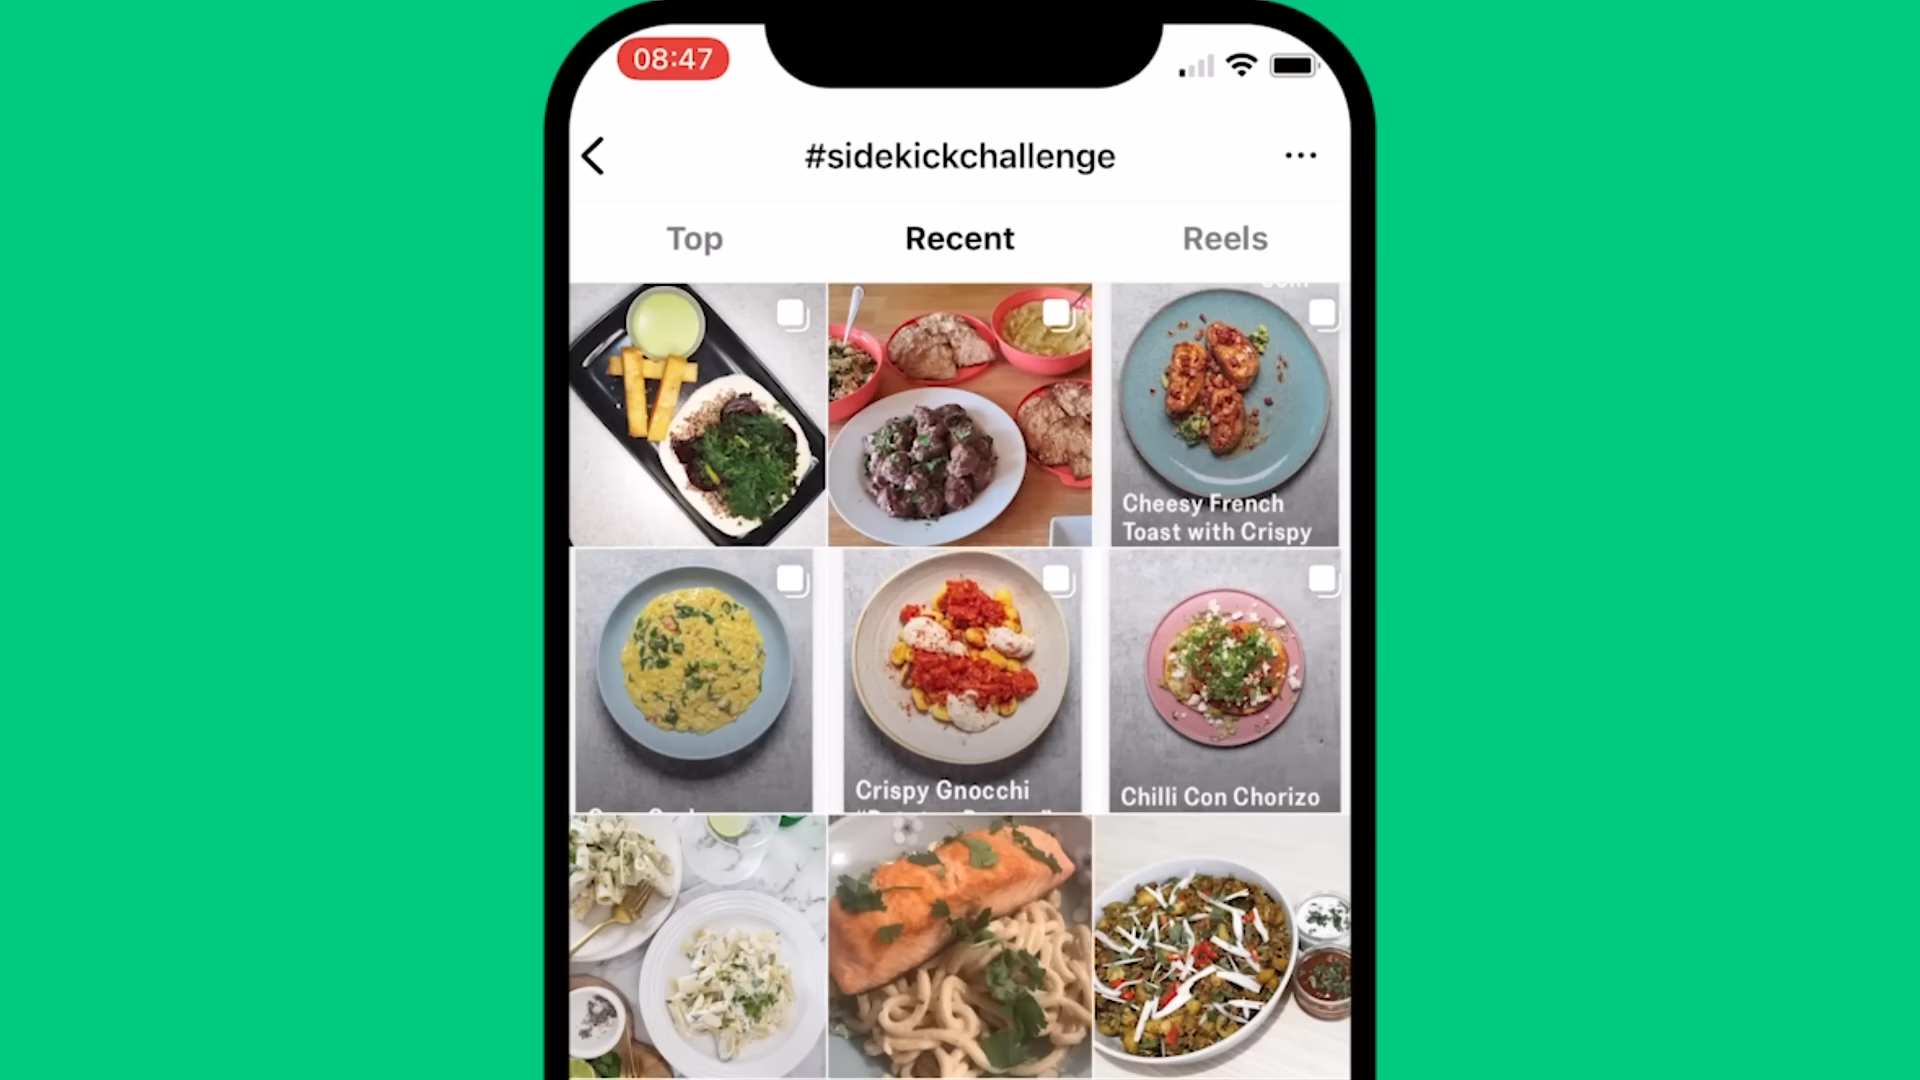 08:47
#sidekickchallenge
Top
Recent
Reels
Cheesy French
Toast with Crispy
Crispy Gnocchi
Chilli Con Chorizo